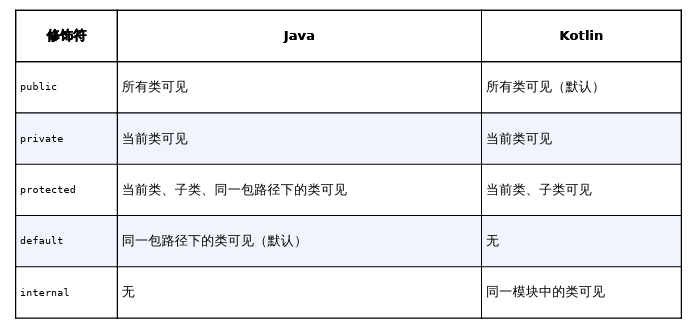 修饰符 Java Kotlin
public 所有类可见 所有类可见（默认）
private 当前类可见 当前类可见
protected 当前类、子类、同一包路径下的类可见 当前类、子类可见
default 同一包路径下的类可见（默认） 无
internal 无 同一模块中的类可见